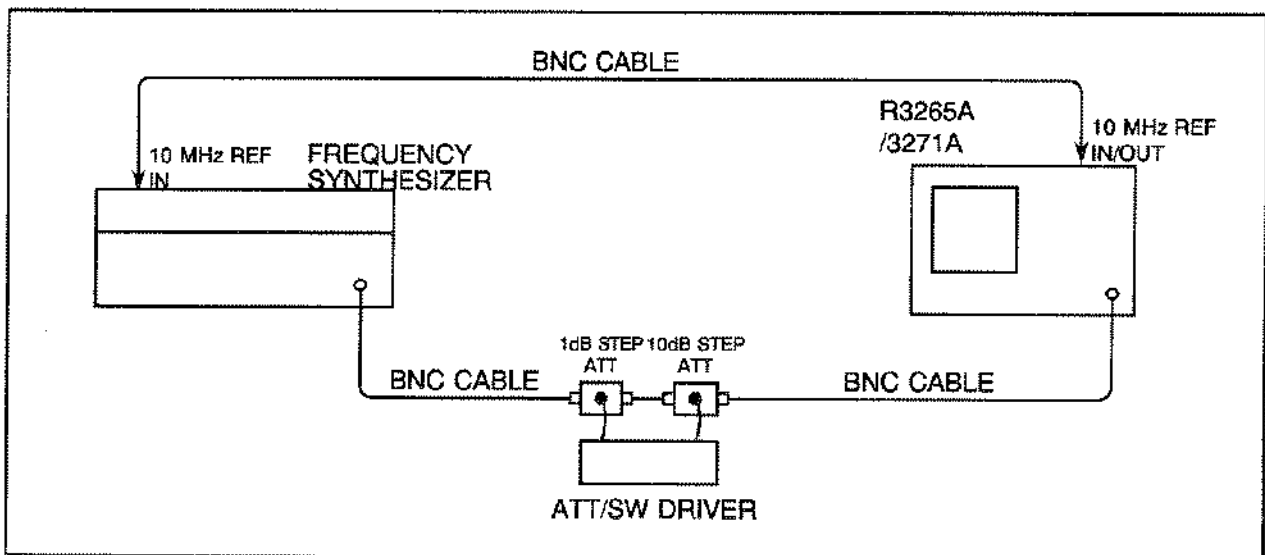 BNC CABLE
10 MHz REF
IN
FREQUENCY
SYNTHESIZER
R3265A
/3271A
10 MHz REF
IN/OUT
1dB STEP
ATT
10dB STEP
ATT
BNC CABLE
BNC CABLE
ATT/SW DRIVER